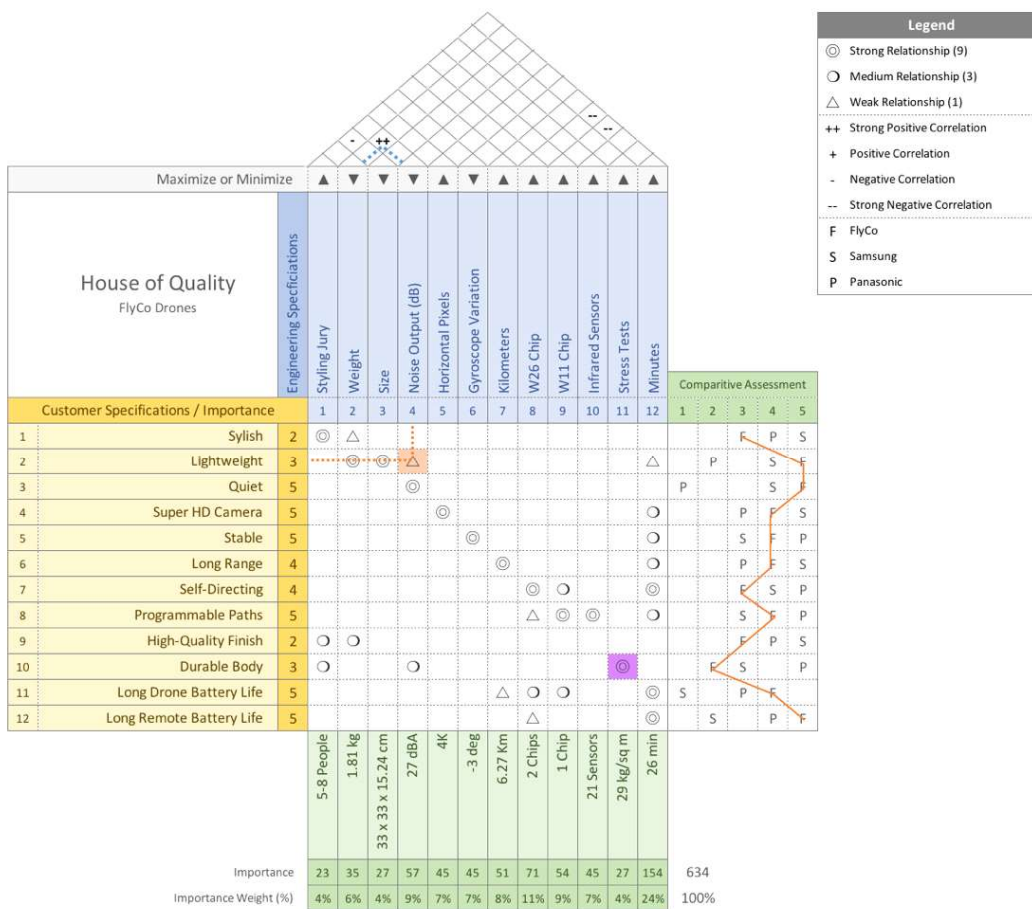 Legend
◎ Strong Relationship (9)
❍ Medium Relationship (3)
△ Weak Relationship (1)
++ Strong Positive Correlation
+ Positive Correlation
- Negative Correlation
-- Strong Negative Correlation
F FlyCo
S Samsung
P Panasonic
--
--
- ++
Maximize or Minimize ▲ ▼ ▼ ▼ ▲ ▼ ▲ ▲ ▲ ▲ ▲ ▲
House of Quality
FlyCo Drones
Engineering Specficiations
Styling Jury
Weight
Size
Noise Output (dB)
Horizontal Pixels
Gyroscope Variation
Kilometers
W26 Chip
W11 Chip
Infrared Sensors
Stress Tests
Minutes
Comparitive Assessment
Customer Specifications / Importance 1 2 3 4 5 6 7 8 9 10 11 12 1 2 3 4 5
1 Sylish 2 ◎ △ F P S
2 Lightweight 3 ◎ ◎ △ △ P S F
3 Quiet 5 ◎ P S F
4 Super HD Camera 5 ◎ ❍ P F S
5 Stable 5 ◎ ❍ S F P
6 Long Range 4 ◎ ❍ P F S
7 Self-Directing 4 ◎ ❍ ◎ F S P
8 Programmable Paths 5 △ ◎ ◎ ❍ S F P
9 High-Quality Finish 2 ❍ ❍ F P S
10 Durable Body 3 ❍ ❍ ◎ F S P
11 Long Drone Battery Life 5 △ ❍ ❍ ◎ S P F
12 Long Remote Battery Life 5 △ ◎ S P F
5-8 People
1.81 kg
33 x 33 x 15.24 cm
27 dBA
4K
-3 deg
6.27 Km
2 Chips
1 Chip
21 Sensors
29 kg/sq m
26 min
Importance 23 35 27 57 45 45 51 71 54 45 27 154 634
Importance Weight (%) 4% 6% 4% 9% 7% 7% 8% 11% 9% 7% 4% 24% 100%